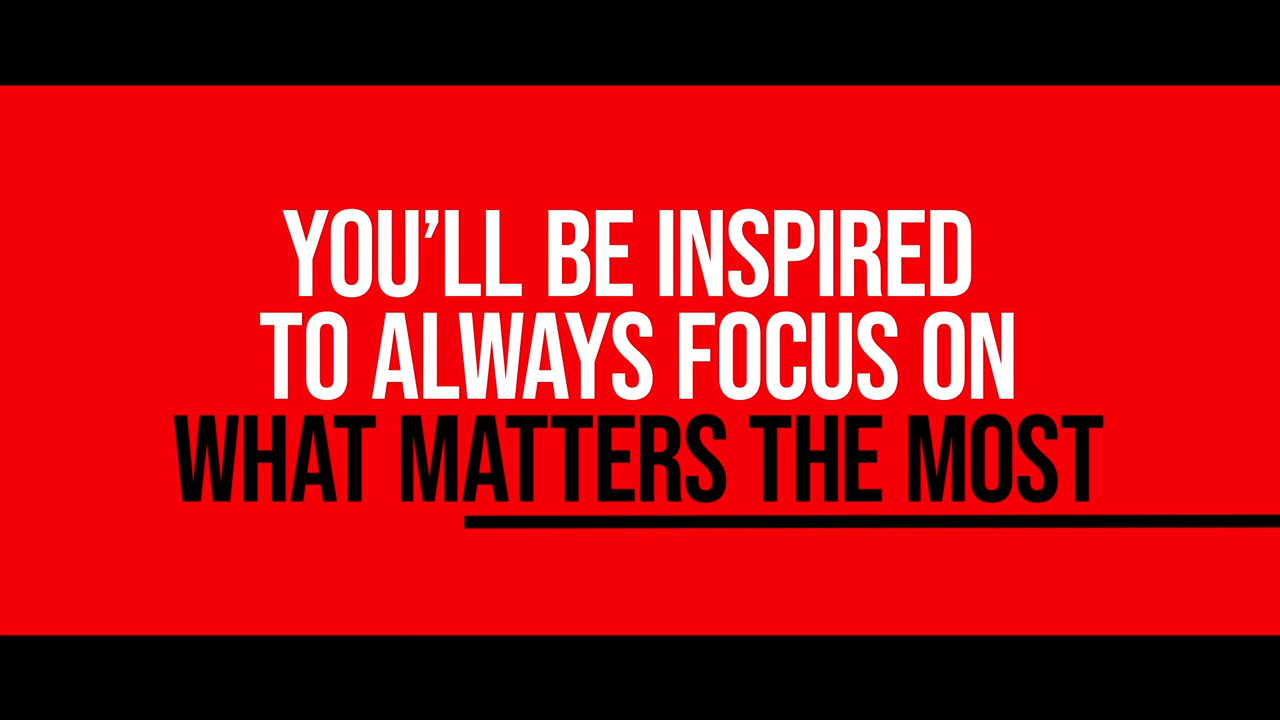 YOU’LL BE INSPIRED
TO ALWAYS FOCUS ON
WHAT MATTERS THE MOST